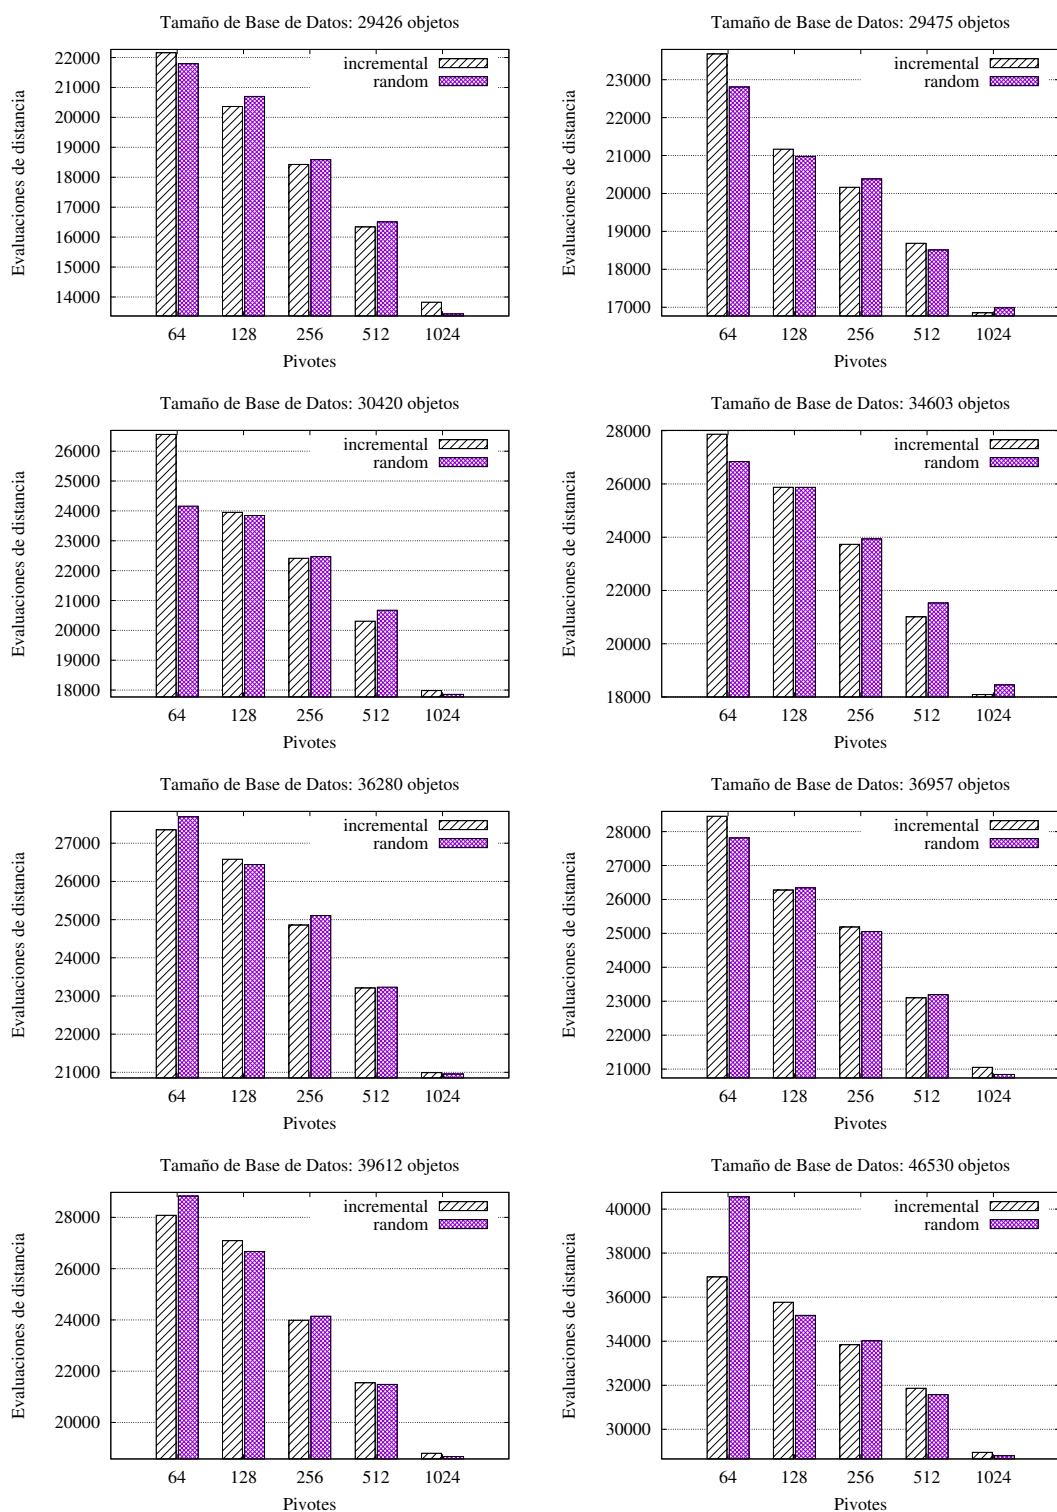 Tamaño de Base de Datos: 29426 objetos
Evaluaciones de distancia
22000
21000
20000
19000
18000
17000
16000
15000
14000
incremental
random
64 128 256 512 1024
Pivotes
Tamaño de Base de Datos: 29475 objetos
Evaluaciones de distancia
23000
22000
21000
20000
19000
18000
17000
incremental
random
64 128 256 512 1024
Pivotes
Tamaño de Base de Datos: 30420 objetos
Evaluaciones de distancia
26000
25000
24000
23000
22000
21000
20000
19000
18000
incremental
random
64 128 256 512 1024
Pivotes
Tamaño de Base de Datos: 34603 objetos
Evaluaciones de distancia
28000
26000
24000
22000
20000
18000
incremental
random
64 128 256 512 1024
Pivotes
Tamaño de Base de Datos: 36280 objetos
Evaluaciones de distancia
27000
26000
25000
24000
23000
22000
21000
incremental
random
64 128 256 512 1024
Pivotes
Tamaño de Base de Datos: 36957 objetos
Evaluaciones de distancia
28000
27000
26000
25000
24000
23000
22000
21000
incremental
random
64 128 256 512 1024
Pivotes
Tamaño de Base de Datos: 39612 objetos
Evaluaciones de distancia
28000
26000
24000
22000
20000
incremental
random
64 128 256 512 1024
Pivotes
Tamaño de Base de Datos: 46530 objetos
Evaluaciones de distancia
40000
38000
36000
34000
32000
30000
incremental
random
64 128 256 512 1024
Pivotes